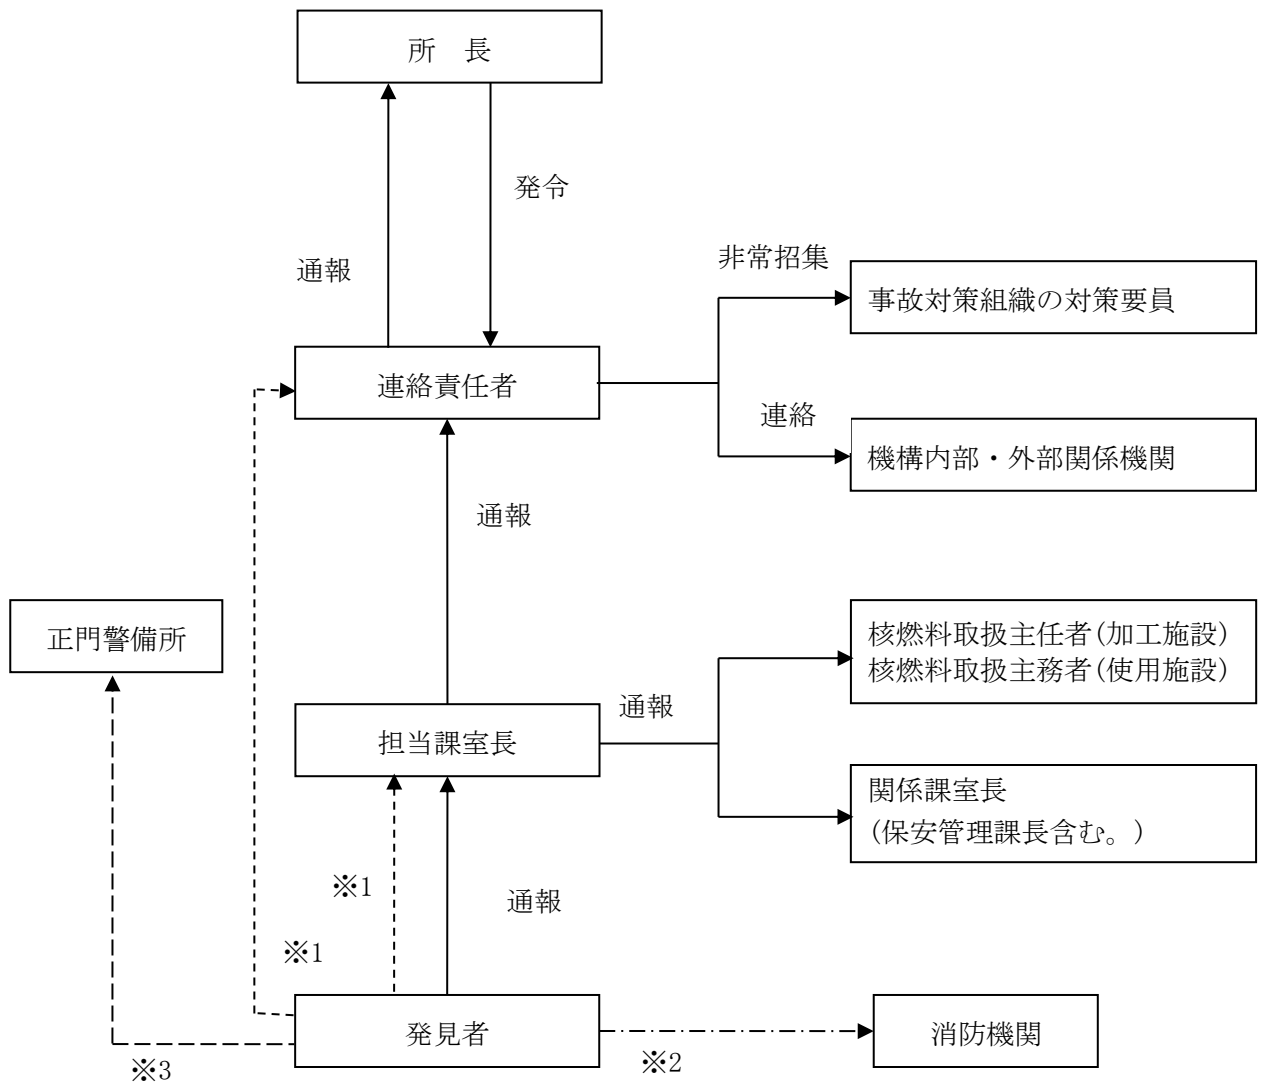 所　長
発令
通報
非常招集
事故対策組織の対策要員
連絡責任者
連絡
機構内部・外部関係機関
通報
正門警備所
核燃料取扱主任者(加工施設)
核燃料取扱主務者(使用施設)
通報
担当課室長
関係課室長
(保安管理課長含む。)
※1
通報
※1
発見者
消防機関
※2
※3